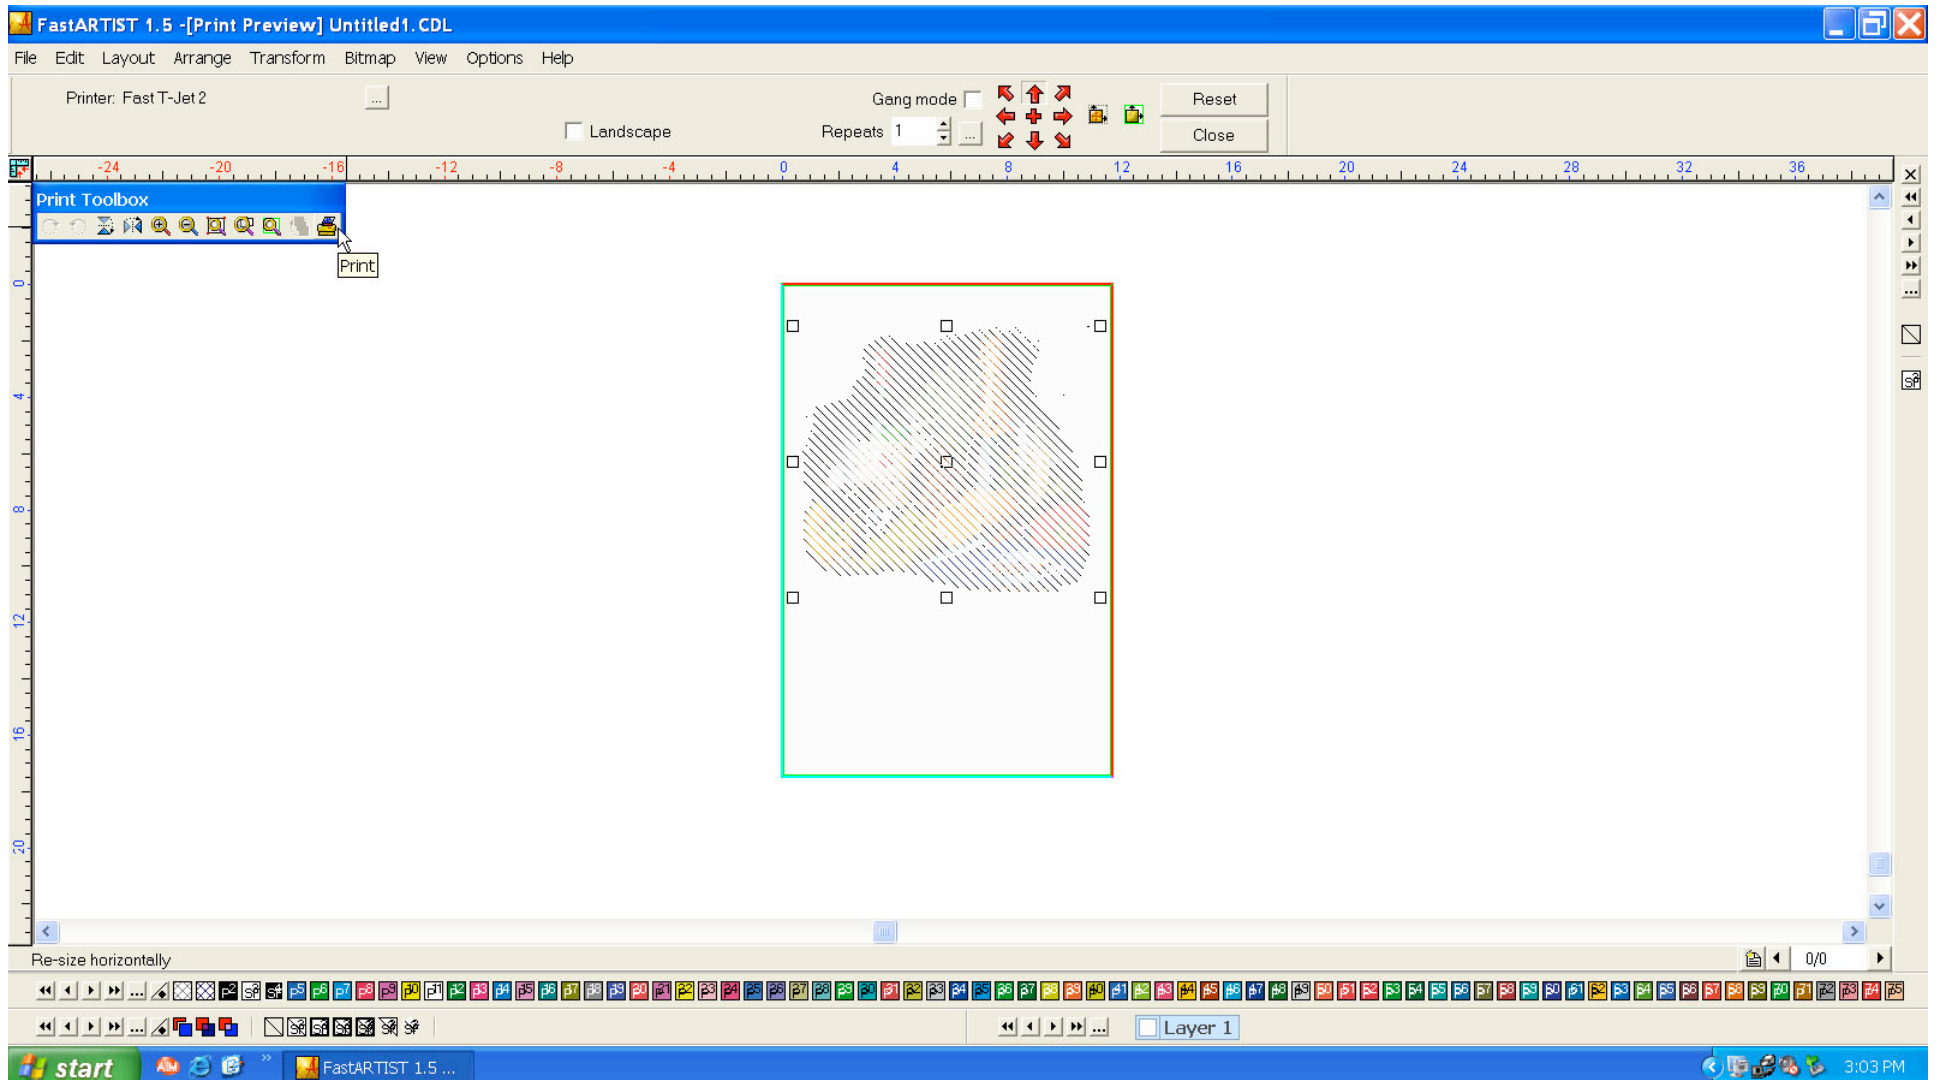 FastARTIST 1.5 -[Print Preview] Untitled1.CDL
File Edit Layout Arrange Transform Bitmap View Options Help
Printer: Fast T-Jet 2 ... Gang mode Reset
Landscape Repeats 1 ... Close
-24 -20 -16 -12 -8 -4 0 4 8 12 16 20 24 28 32 36
Print Toolbox
Print
0
4
8
12
16
20
Re-size horizontally 0/0
Layer 1
start FastARTIST 1.5 ... 3:03 PM